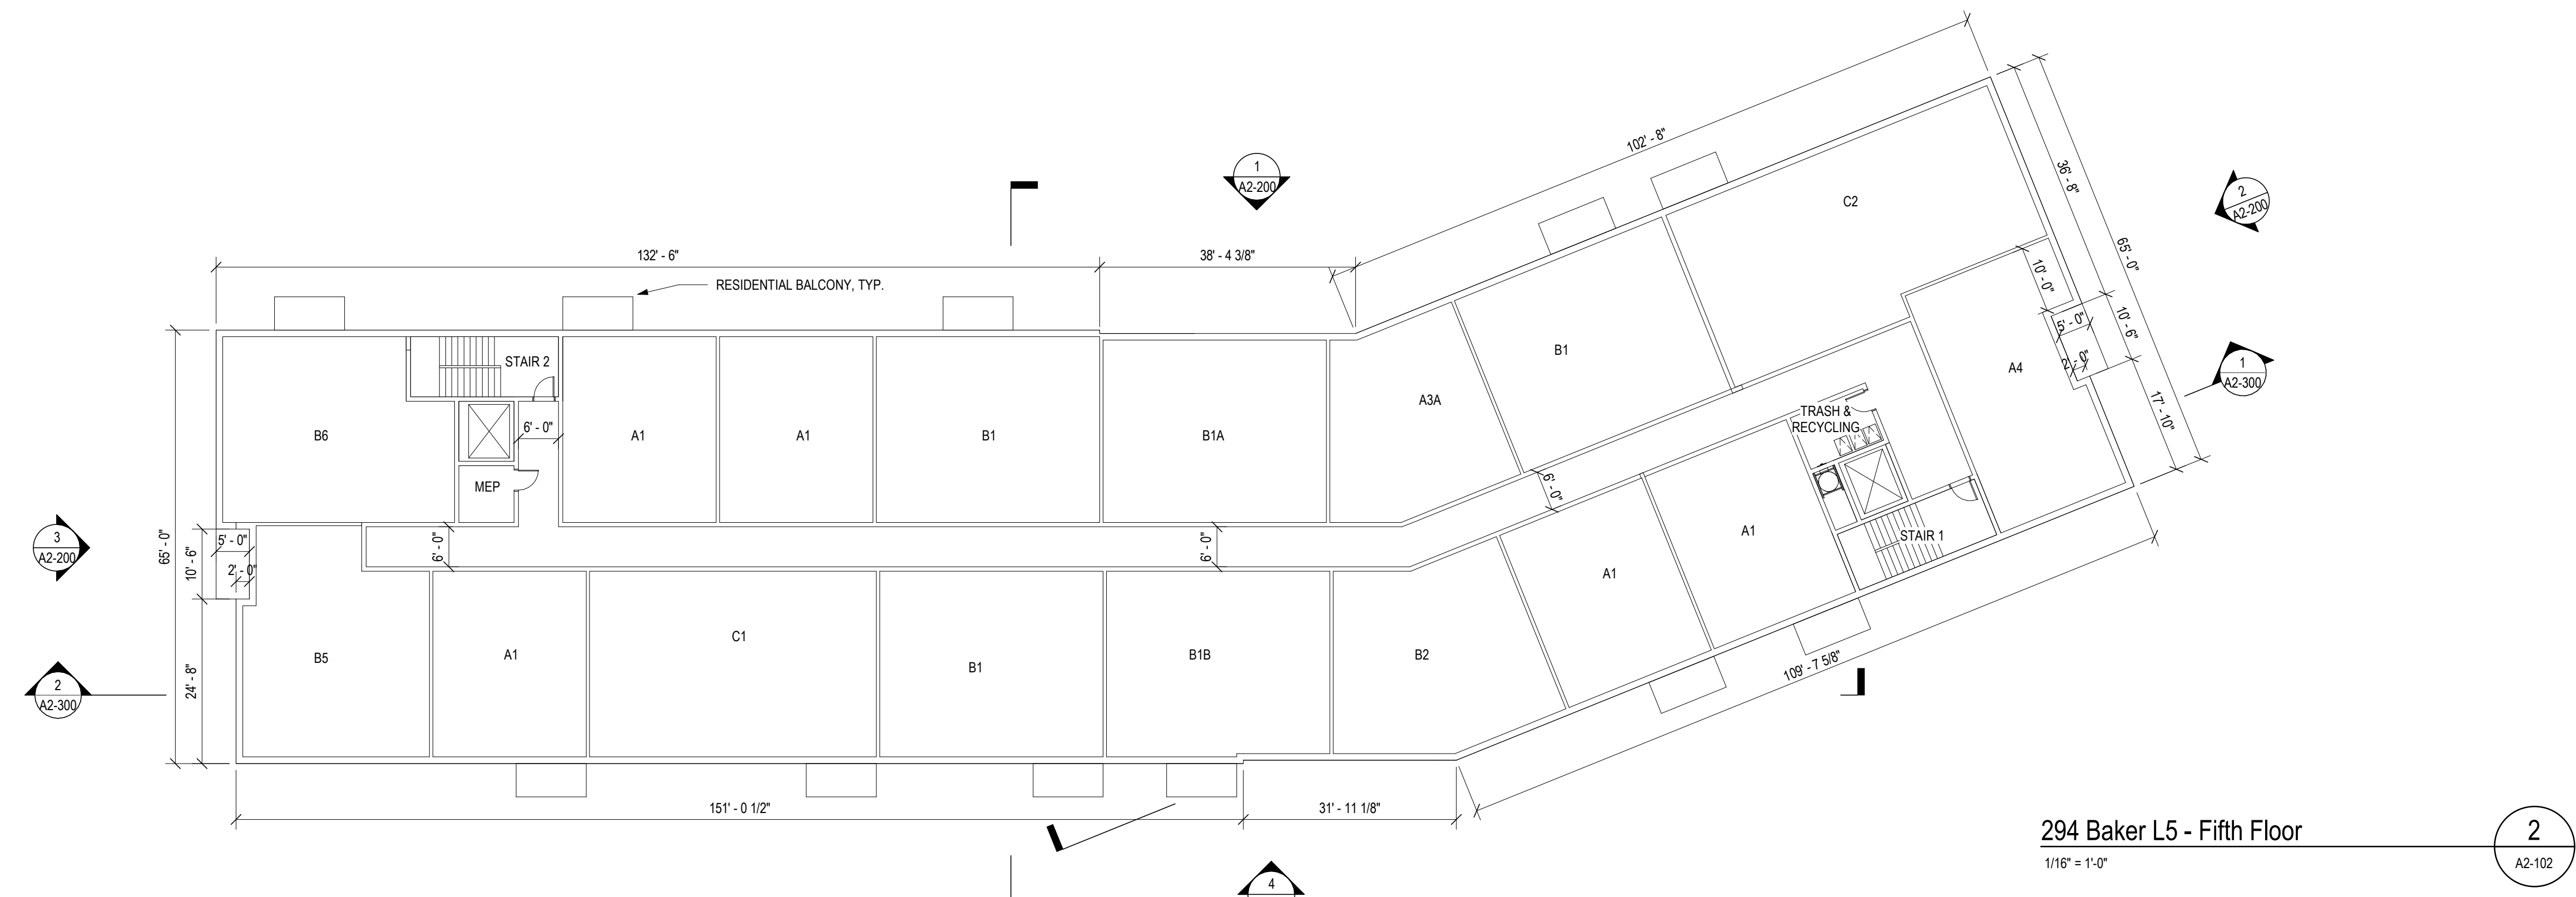 102' - 8"
36' - 8"
65' - 0"
10' - 6"
17' - 10"
1
A2-200
2
A2-200
132' - 6"
38' - 4 3/8"
RESIDENTIAL BALCONY, TYP.
C2
10' - 0"
5' - 0"
2' - 0"
1
A2-300
STAIR 2
B1
A4
A3A
TRASH &
RECYCLING
B6
6' - 0"
A1
A1
B1
B1A
MEP
6' - 0"
3
A2-200
65' - 0"
10' - 6"
5' - 0"
2' - 0"
6' - 0"
6' - 0"
A1
STAIR 1
A1
24' - 8"
B5
A1
C1
B1
B1B
B2
109' - 7 5/8"
2
A2-300
151' - 0 1/2"
31' - 11 1/8"
4
294 Baker L5 - Fifth Floor
1/16" = 1'-0"
2
A2-102